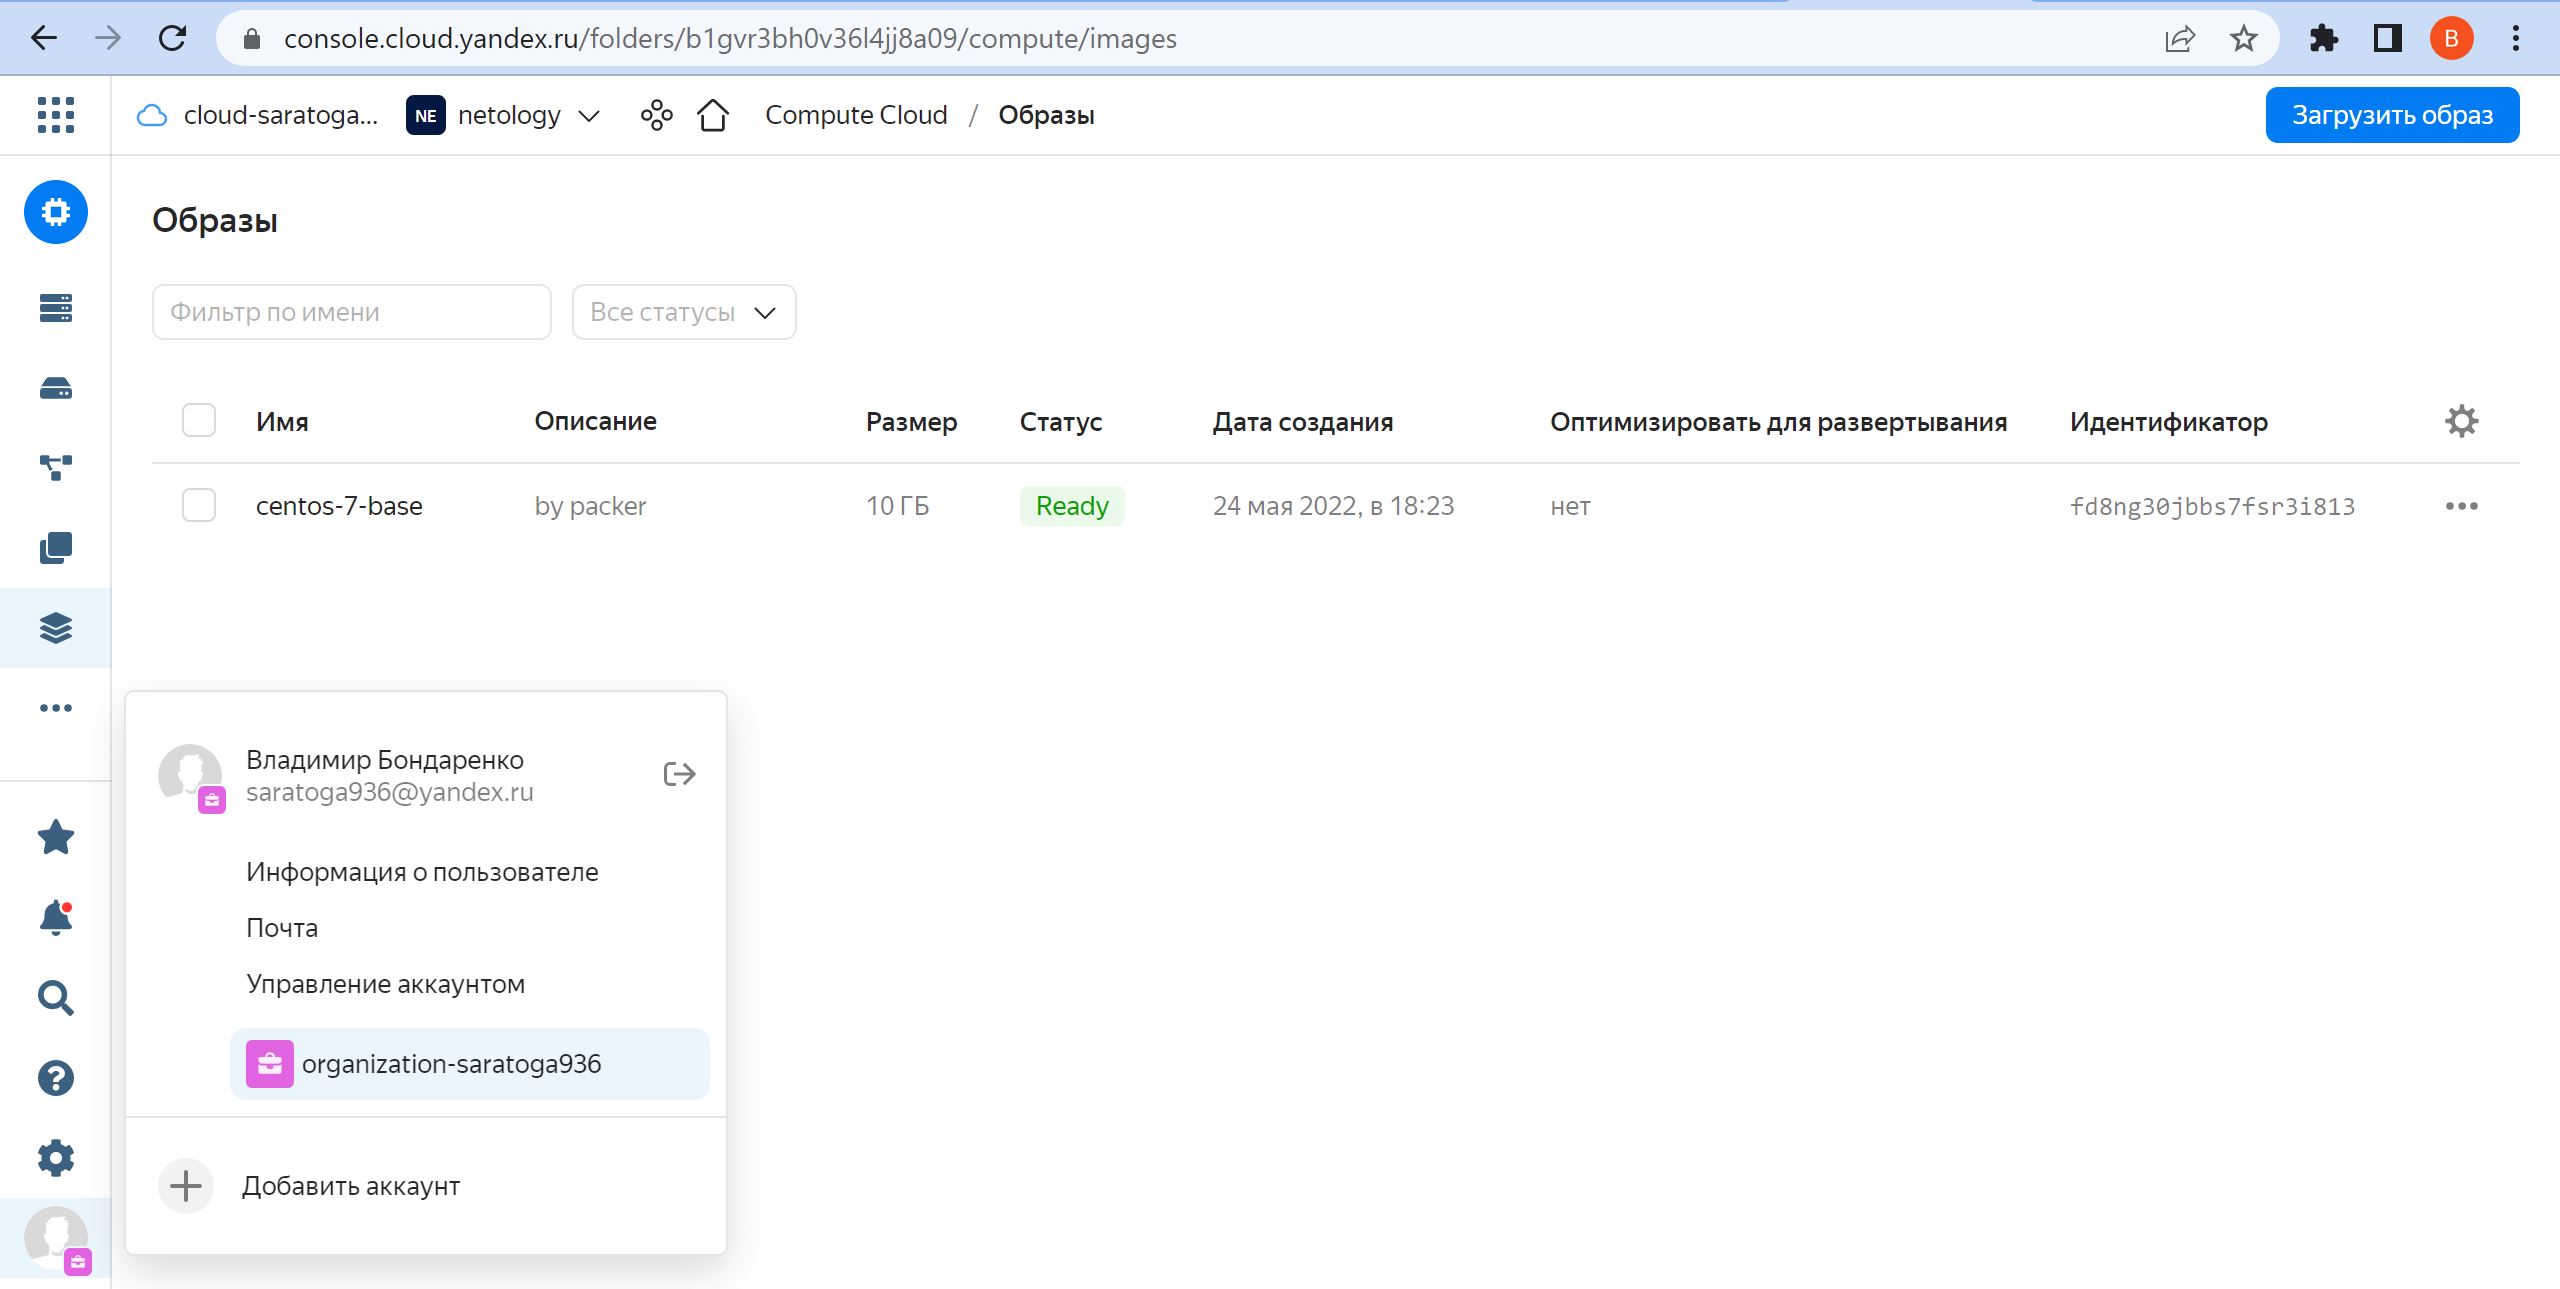 console.cloud.yandex.ru/folders/b1gvr3bh0v36l4jj8a09/compute/images
В
cloud-saratoga...
NE
netology
Compute Cloud / Образы
Загрузить образ
Образы
Фильтр по имени
Все статусы
Имя Описание Размер Статус Дата создания Оптимизировать для развертывания Идентификатор
centos-7-base by packer 10 ГБ Ready 24 мая 2022, в 18:23 нет fd8ng30jbbs7fsr3i813
Владимир Бондаренко
saratoga936@yandex.ru
Информация о пользователе
Почта
Управление аккаунтом
organization-saratoga936
Добавить аккаунт